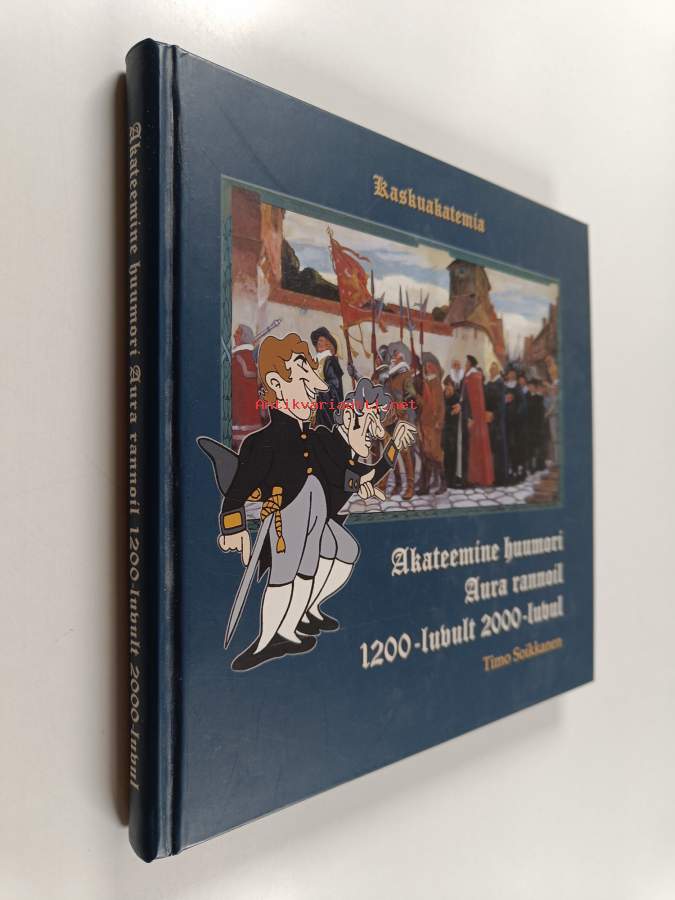 Akateemine huumori Aura rannoil 1200-luvult 2000-luvul
Kaskuakatemia
Antikvariaatti.net
Akateemine huumori
Aura rannoil
1200-luvult 2000-luvul
Timo Soikkanen